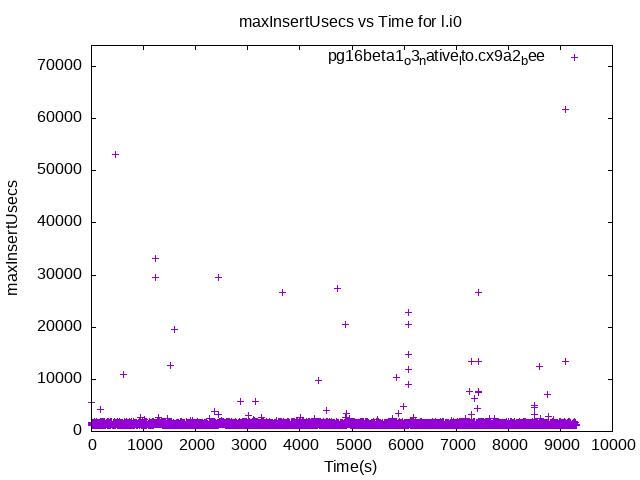 maxInsertUsecs vs Time for l.i0
pg16beta1ₒ3ₙativeₗto.cx9a2_bee
70000
60000
50000
40000
30000
20000
10000
0
maxInsertUsecs
0 1000 2000 3000 4000 5000 6000 7000 8000 9000 10000
Time(s)